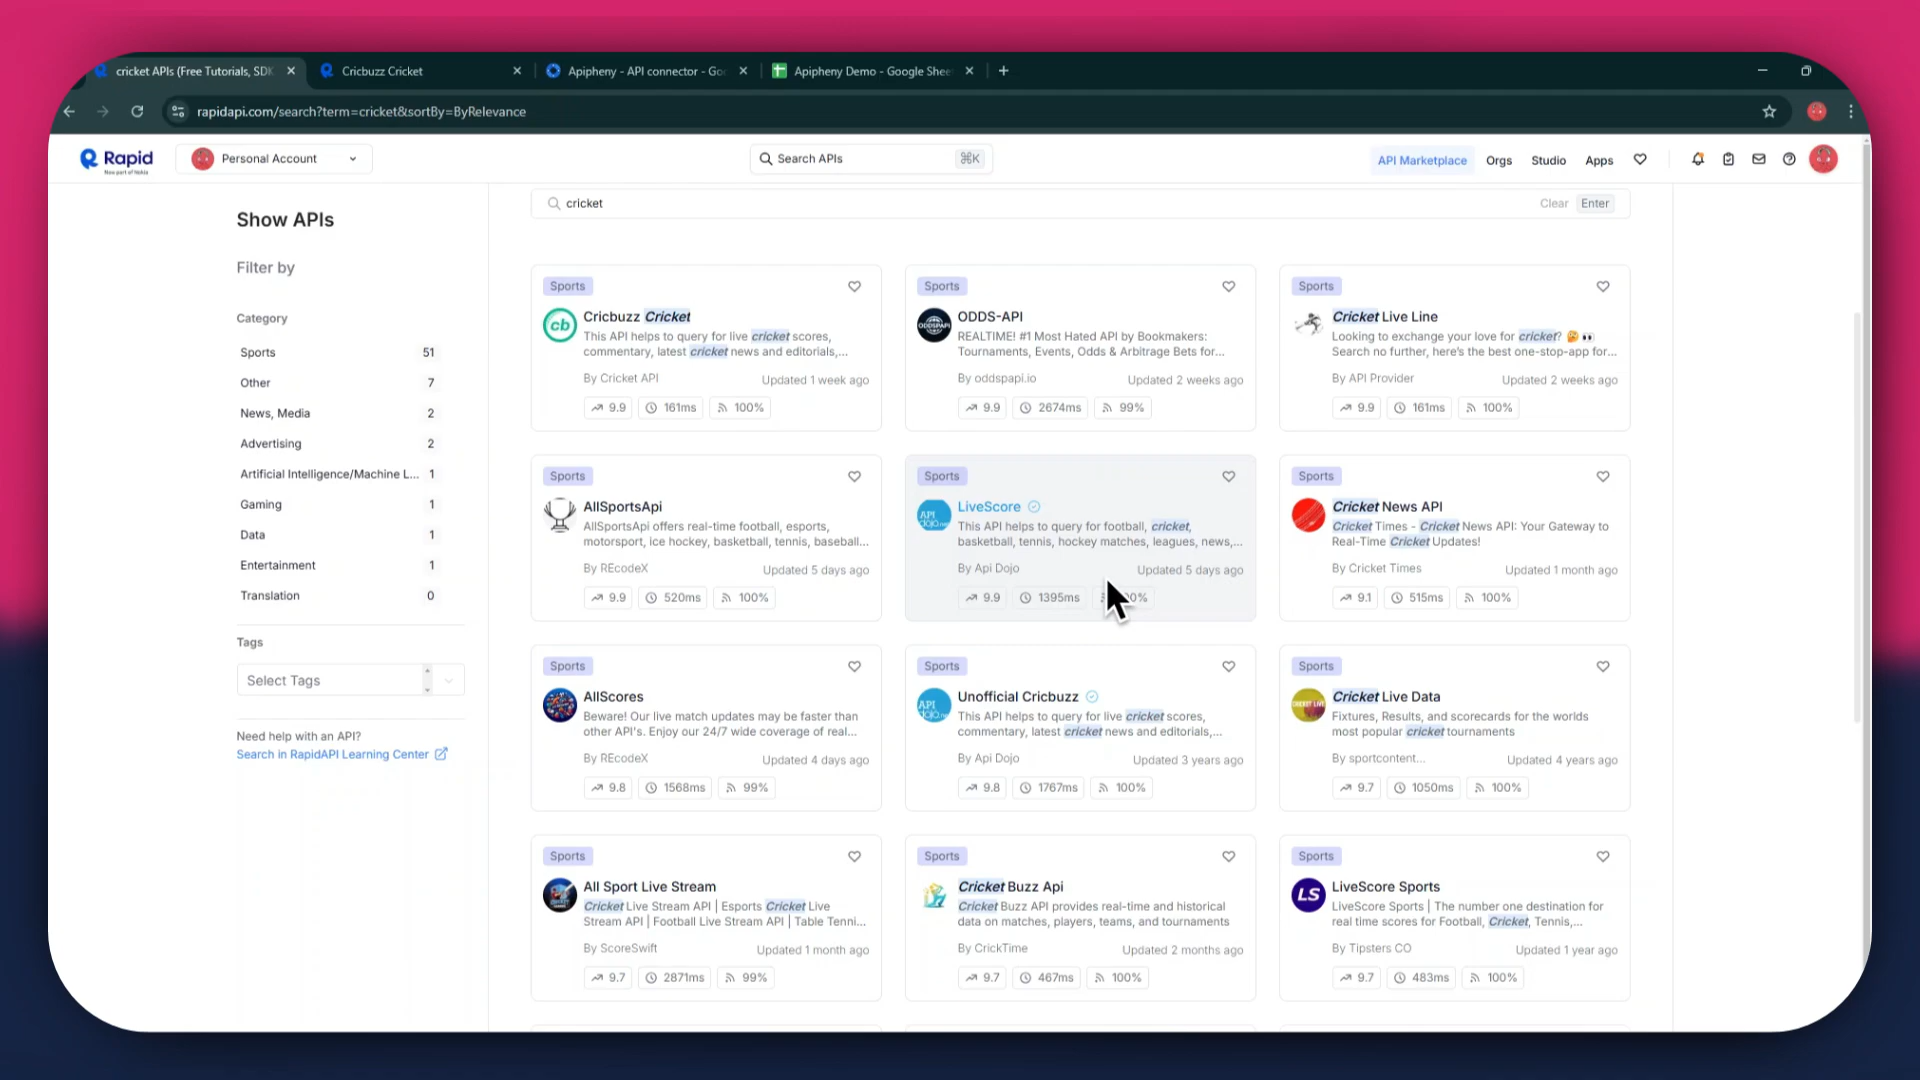 cricket APIs (Free Tutorials, SDK
Cricbuzz Cricket
Apipheny - API connector - Go
Apipheny Demo - Google Shee
rapidapi.com/search?term=cricket&sortBy=ByRelevance
Rapid
Now part of Nokia
Personal Account
Search APIs
⌘K
API Marketplace
Orgs
Studio
Apps
Show APIs
Filter by
Category
Sports 51
Other 7
News, Media 2
Advertising 2
Artificial Intelligence/Machine L... 1
Gaming 1
Data 1
Entertainment 1
Translation 0
Tags
Select Tags
Need help with an API?
Search in RapidAPI Learning Center
cricket
Clear
Enter
Sports
cb
Cricbuzz Cricket
This API helps to query for live cricket scores,
commentary, latest cricket news and editorials,...
By Cricket API
Updated 1 week ago
9.9 161ms 100%
Sports
ODDSPAPI
ODDS-API
REALTIME! #1 Most Hated API by Bookmakers:
Tournaments, Events, Odds & Arbitrage Bets for...
By oddspapi.io
Updated 2 weeks ago
9.9 2674ms 99%
Sports
Cricket Live Line
Looking to exchange your love for cricket? 🤔 👀
Search no further, here's the best one-stop-app for...
By API Provider
Updated 2 weeks ago
9.9 161ms 100%
Sports
AllSportsApi
AllSportsApi offers real-time football, esports,
motorsport, ice hockey, basketball, tennis, baseball...
By REcodeX
Updated 5 days ago
9.9 520ms 100%
Sports
API
dojo.net
LiveScore
This API helps to query for football, cricket,
basketball, tennis, hockey matches, leagues, news,...
By Api Dojo
Updated 5 days ago
9.9 1395ms
Sports
Cricket News API
Cricket Times - Cricket News API: Your Gateway to
Real-Time Cricket Updates!
By Cricket Times
Updated 1 month ago
9.1 515ms 100%
Sports
AllScores
Beware! Our live match updates may be faster than
other API's. Enjoy our 24/7 wide coverage of real...
By REcodeX
Updated 4 days ago
9.8 1568ms 99%
Sports
API
dojo.net
Unofficial Cricbuzz
This API helps to query for live cricket scores,
commentary, latest cricket news and editorials,...
By Api Dojo
Updated 3 years ago
9.8 1767ms 100%
Sports
CRICKET LIVE
Cricket Live Data
Fixtures, Results, and scorecards for the worlds
most popular cricket tournaments
By sportcontent...
Updated 4 years ago
9.7 1050ms 100%
Sports
All Sport Live Stream
Cricket Live Stream API | Esports Cricket Live
Stream API | Football Live Stream API | Table Tenni...
By ScoreSwift
Updated 1 month ago
9.7 2871ms 99%
Sports
Cricket Buzz Api
Cricket Buzz API provides real-time and historical
data on matches, players, teams, and tournaments
By CrickTime
Updated 2 months ago
9.7 467ms 100%
Sports
LS
LiveScore Sports
LiveScore Sports | The number one destination for
real time scores for Football, Cricket, Tennis,...
By Tipsters CO
Updated 1 year ago
9.7 483ms 100%